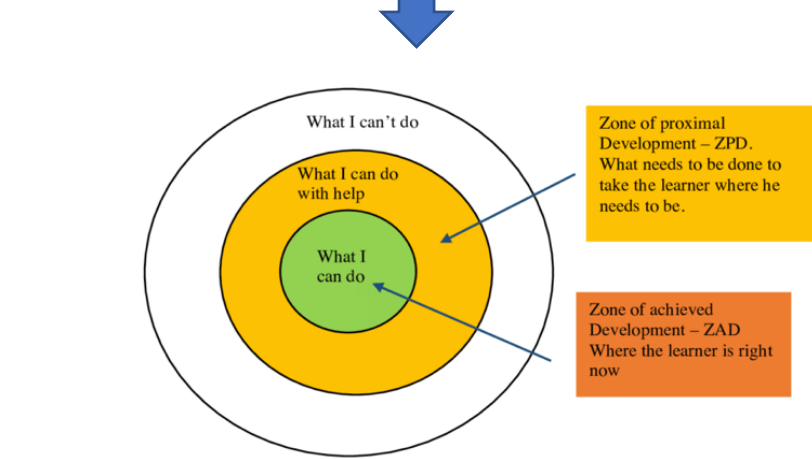 What I can't do
What I can do
with help
What I
can do
Zone of proximal
Development – ZPD.
What needs to be done to
take the learner where he
needs to be.
Zone of achieved
Development – ZAD
Where the learner is right
now